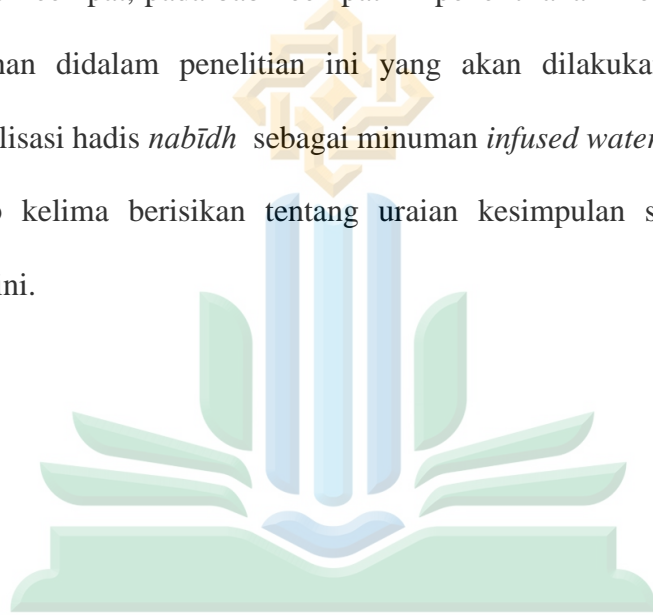 nan didalam penelitian ini yang akan dilakuka
lisasi hadis nabīdh sebagai minuman infused water
kelima berisikan tentang uraian kesimpulan s
ini.